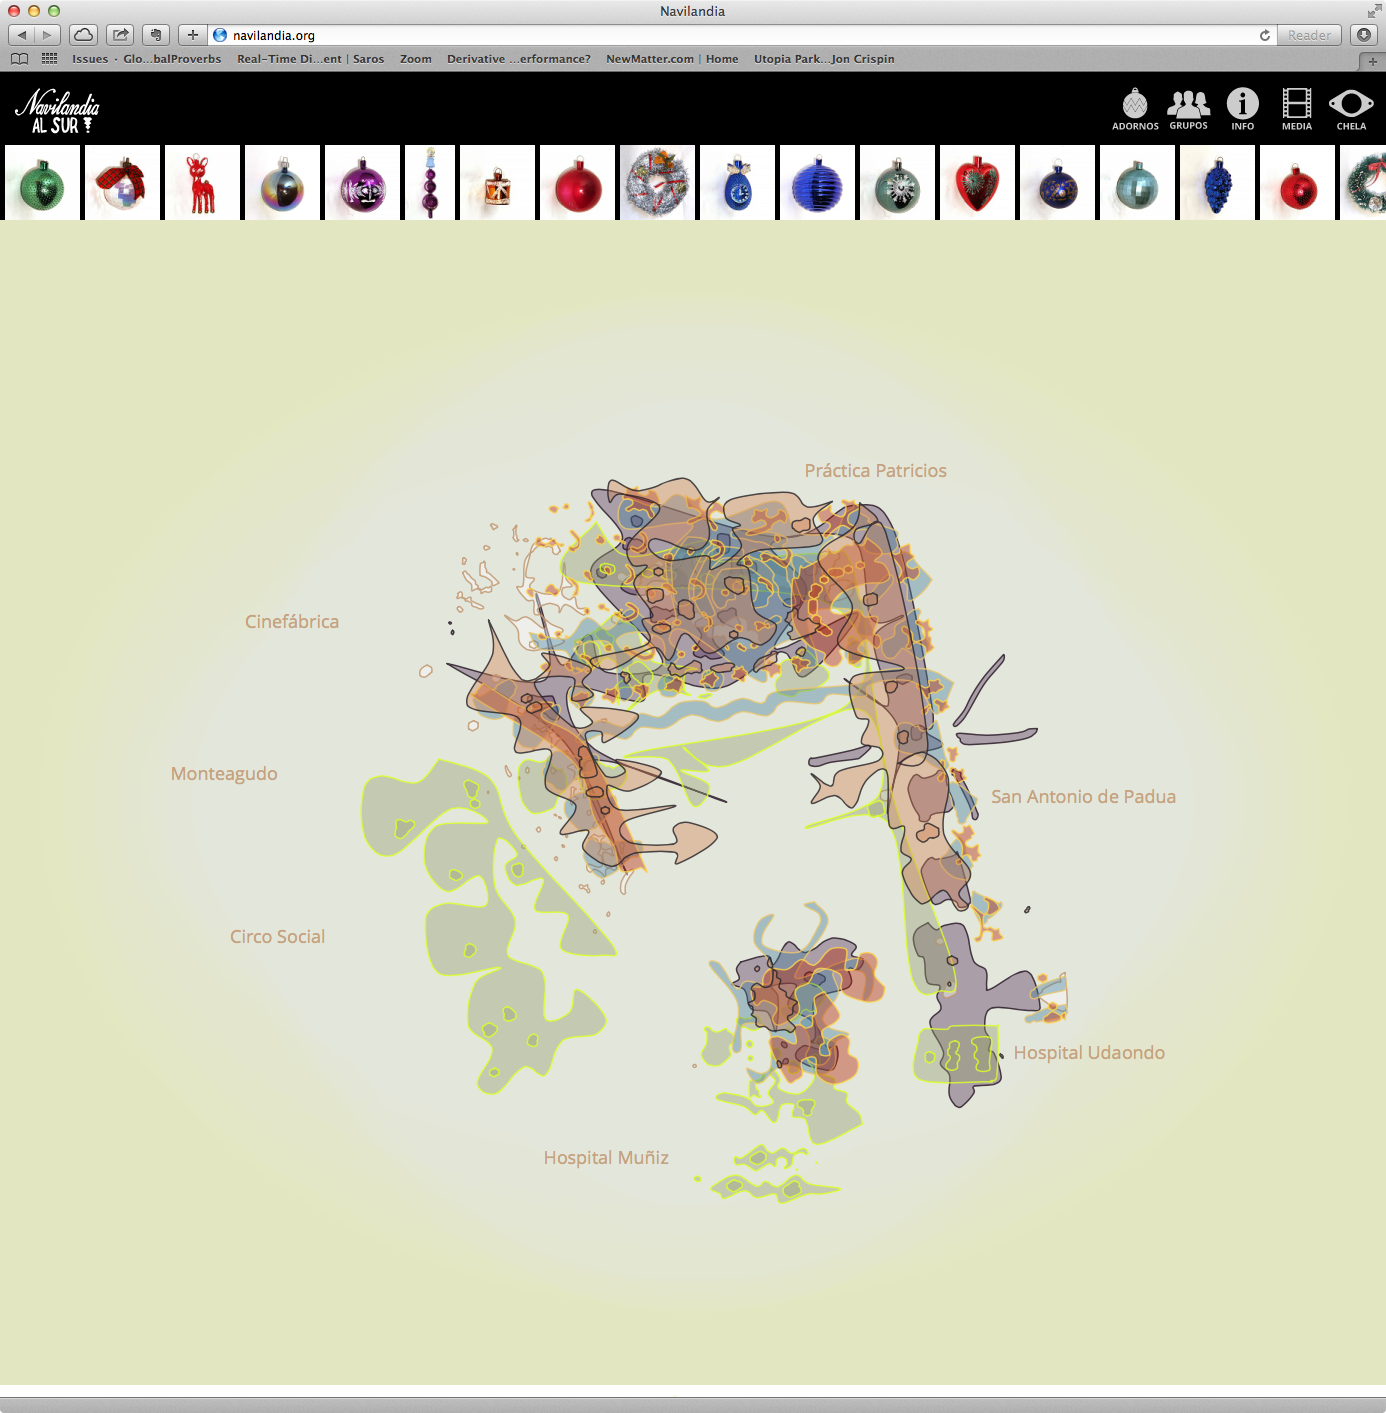 Navilandia
navilandia.org
Reader
Issues · Glo...balProverbs
Real-Time Di...ent | Saros
Zoom
Derivative ...erformance?
NewMatter.com | Home
Utopia Park...Jon Crispin
Navilandia
AL SUR
ADORNOS
GRUPOS
INFO
MEDIA
CHELA
Práctica Patricios
Cinefábrica
Monteagudo
San Antonio de Padua
Circo Social
Hospital Udaondo
Hospital Muñiz